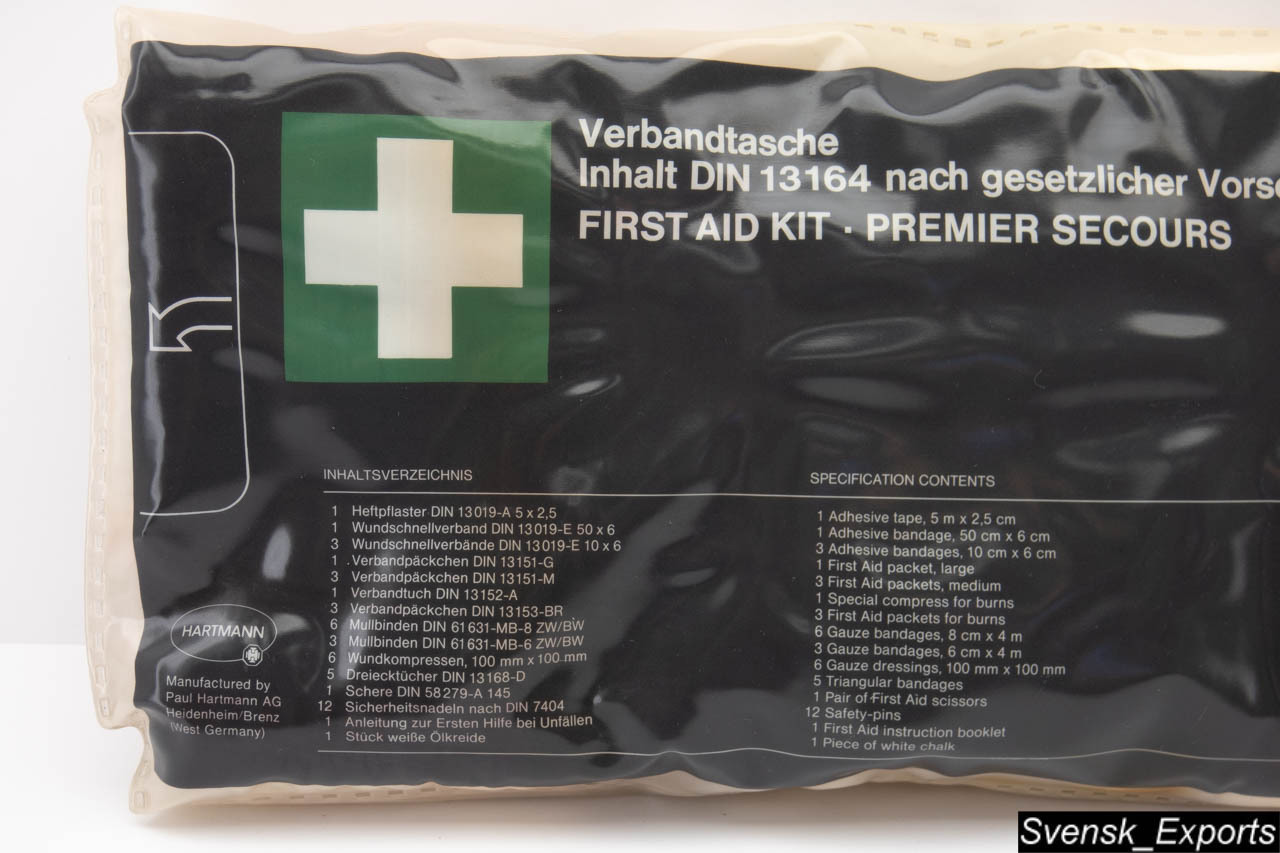 Verbandtasche
Inhalt DIN 13164 nach gesetzlicher
FIRST AID KIT · PREMIER SECOURS
INHALTSVERZEICHNIS
1 Heftpflaster DIN 13019-A 5 x 2,5
1 Wundschnellverband DIN 13019-E 50 x 6
3 Wundschnellverbände DIN 13019-E 10 x 6
1 Verbandpäckchen DIN 13151-G
3 Verbandpäckchen DIN 13151-M
1 Verbandtuch DIN 13152-A
3 Verbandpäckchen DIN 13153-BR
6 Mullbinden DIN 61631-MB-8 ZW/BW
3 Mullbinden DIN 61631-MB-6 ZW/BW
6 Wundkompressen, 100 mm x 100 mm
5 Dreiecktücher DIN 13168-D
1 Schere DIN 58279-A 145
12 Sicherheitsnadeln nach DIN 7404
1 Anleitung zur Ersten Hilfe bei Unfällen
1 Stück weiße Ölkreide
SPECIFICATION CONTENTS
1 Adhesive tape, 5 m x 2,5 cm
1 Adhesive bandage, 50 cm x 6 cm
3 Adhesive bandages, 10 cm x 6 cm
1 First Aid packet, large
3 First Aid packets, medium
1 Special compress for burns
3 First Aid packets for burns
6 Gauze bandages, 8 cm x 4 m
3 Gauze bandages, 6 cm x 4 m
6 Gauze dressings, 100 mm x 100 mm
5 Triangular bandages
1 Pair of First Aid scissors
12 Safety-pins
1 First Aid instruction booklet
1 Piece of white chalk
HARTMANN
Manufactured by
Paul Hartmann AG
Heidenheim/Brenz
(West Germany)
Svensk_Exports